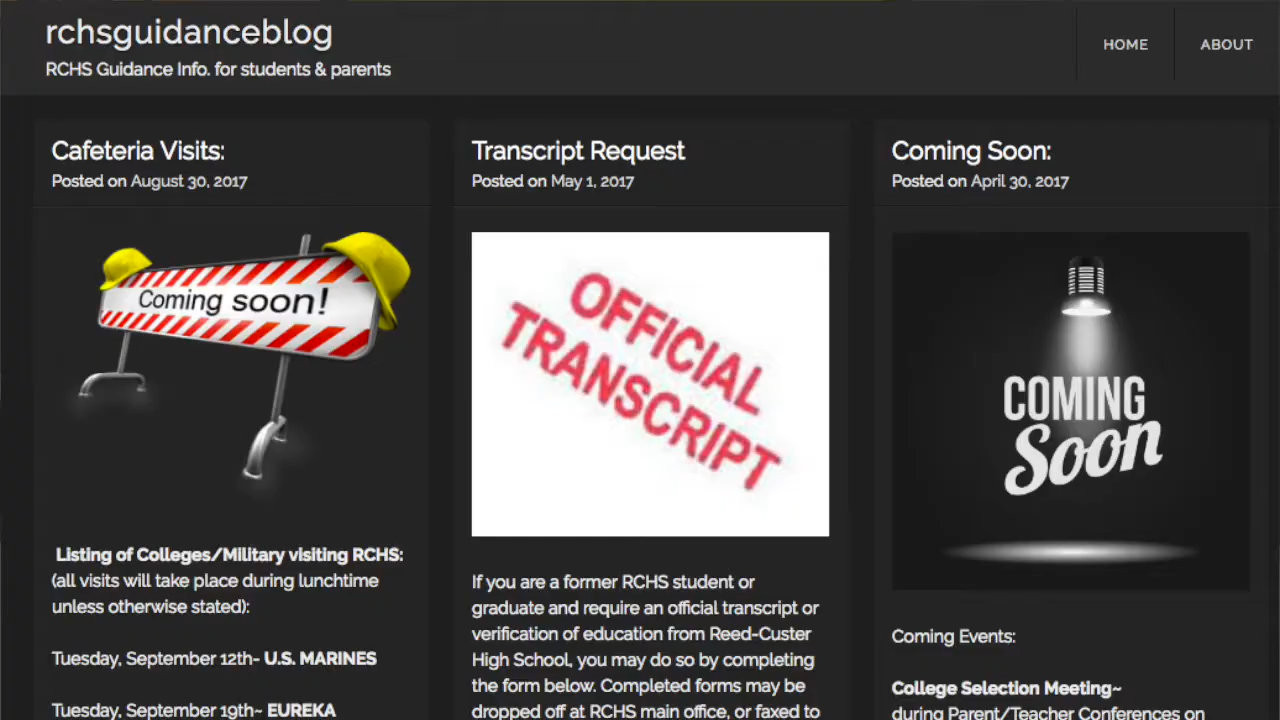 rchsguidanceblog
RCHS Guidance Info. for students & parents
HOME
ABOUT
Cafeteria Visits:
Posted on August 30, 2017
Coming soon!
Listing of Colleges/Military visiting RCHS:
(all visits will take place during lunchtime
unless otherwise stated):
Tuesday, September 12th- U.S. MARINES
Tuesday, September 19th~ EUREKA
Transcript Request
Posted on May 1, 2017
OFFICIAL
TRANSCRIPT
If you are a former RCHS student or
graduate and require an official transcript or
verification of education from Reed-Custer
High School, you may do so by completing
the form below. Completed forms may be
dropped off at RCHS main office, or faxed to
Coming Soon:
Posted on April 30, 2017
COMING
Soon
Coming Events:
College Selection Meeting~
during Parent/Teacher Conferences on